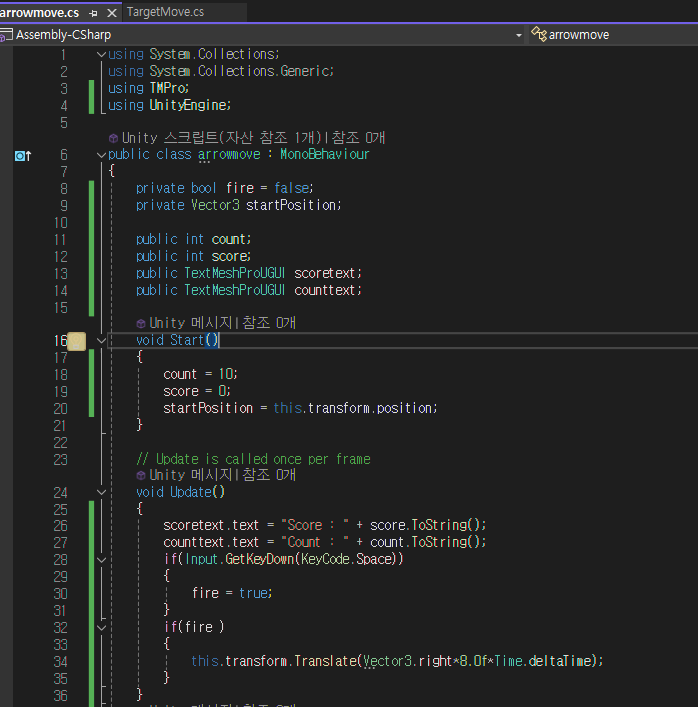 arrowmove.cs
TargetMove.cs
Assembly-CSharp
arrowmove
1 using System.Collections;
2 using System.Collections.Generic;
3 using TMPro;
4 using UnityEngine;
5
Unity 스크립트(자산 참조 1개)|참조 0개
6 public class arrowmove : MonoBehaviour
7 {
8 private bool fire = false;
9 private Vector3 startPosition;
10
11 public int count;
12 public int score;
13 public TextMeshProUGUI scoretext;
14 public TextMeshProUGUI counttext;
15
Unity 메시지|참조 0개
16 void Start()
17 {
18 count = 10;
19 score = 0;
20 startPosition = this.transform.position;
21 }
22
23 // Update is called once per frame
Unity 메시지|참조 0개
24 void Update()
25 {
26 scoretext.text = "Score : " + score.ToString();
27 counttext.text = "Count : " + count.ToString();
28 if(Input.GetKeyDown(KeyCode.Space))
29 {
30 fire = true;
31 }
32 if(fire )
33 {
34 this.transform.Translate(Vector3.right*8.0f*Time.deltaTime);
35 }
36 }